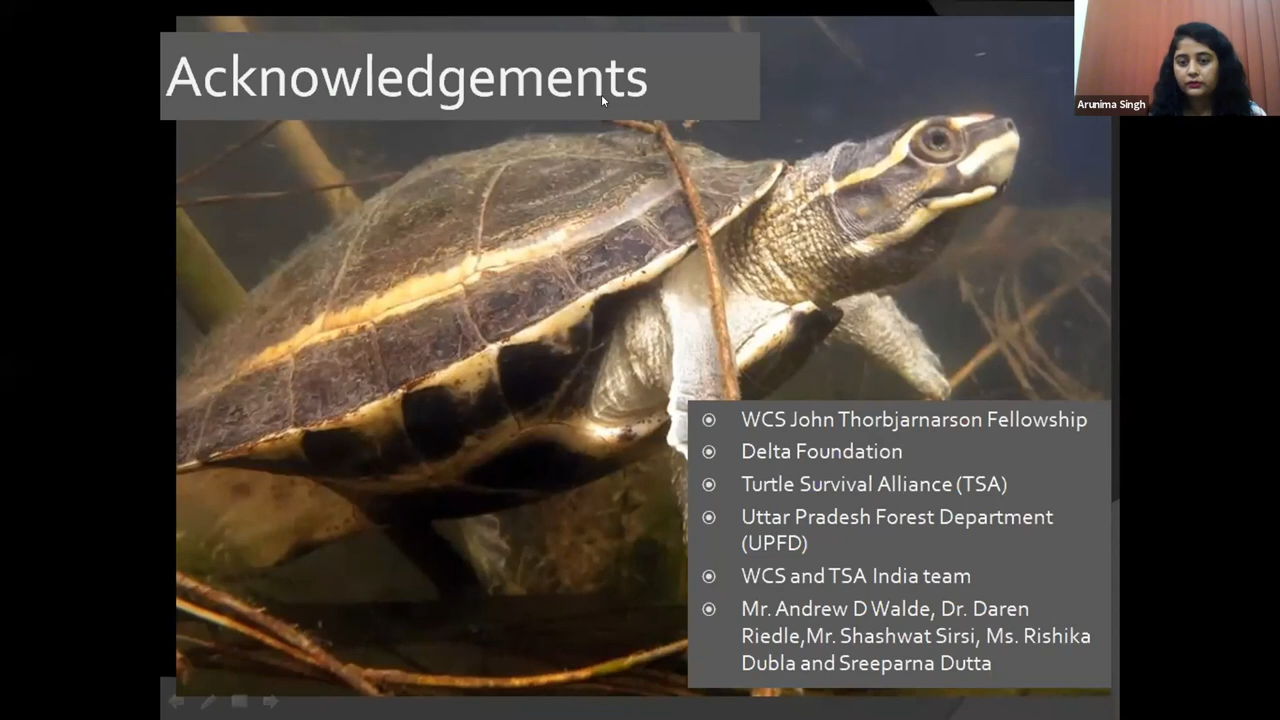 Acknowledgements
Arunima Singh
WCS John Thorbjarnarson Fellowship
Delta Foundation
Turtle Survival Alliance (TSA)
Uttar Pradesh Forest Department
(UPFD)
WCS and TSA India team
Mr. Andrew D Walde, Dr. Daren
Riedle,Mr. Shashwat Sirsi, Ms. Rishika
Dubla and Sreeparna Dutta